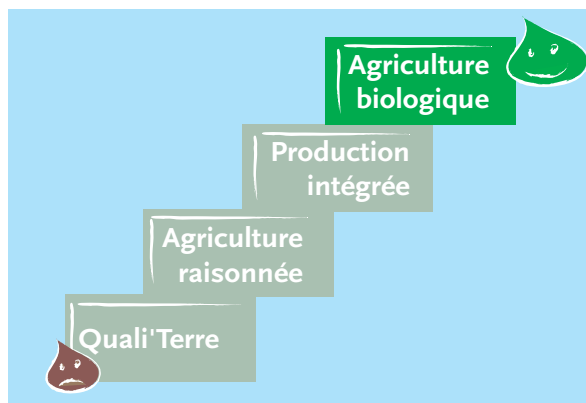 Agriculture
biologique
Production
intégrée
Agriculture
raisonnée
Quali'Terre